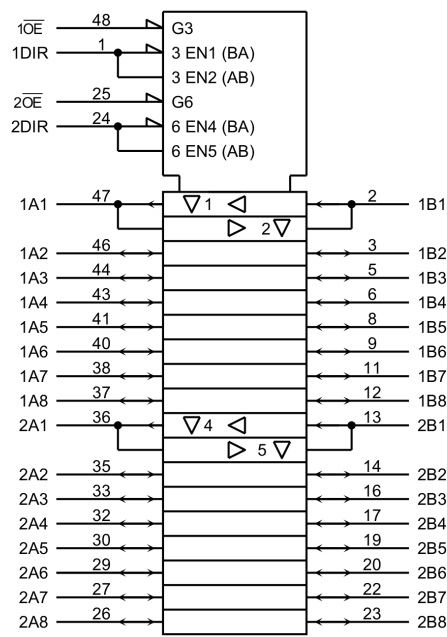 1OE 48 G3
1DIR 1 3 EN1 (BA)
3 EN2 (AB)
2OE 25 G6
2DIR 24 6 EN4 (BA)
6 EN5 (AB)
1A1 47 1 2 1B1
2
1A2 46 3 1B2
1A3 44 5 1B3
1A4 43 6 1B4
1A5 41 8 1B5
1A6 40 9 1B6
1A7 38 11 1B7
1A8 37 12 1B8
2A1 36 4 13 2B1
5
2A2 35 14 2B2
2A3 33 16 2B3
2A4 32 17 2B4
2A5 30 19 2B5
2A6 29 20 2B6
2A7 27 22 2B7
2A8 26 23 2B8